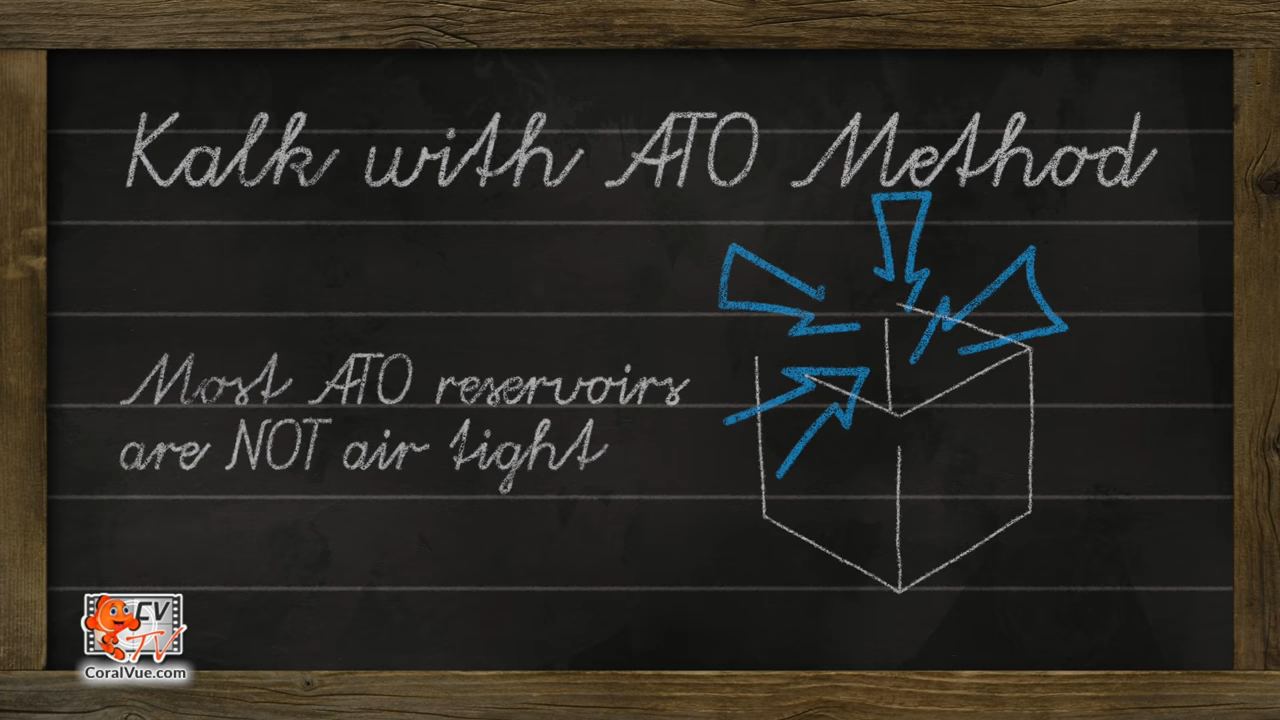 Kalk with ATO Method
Most ATO reservoirs
are NOT air tight
CV
TV
CoralVue.com